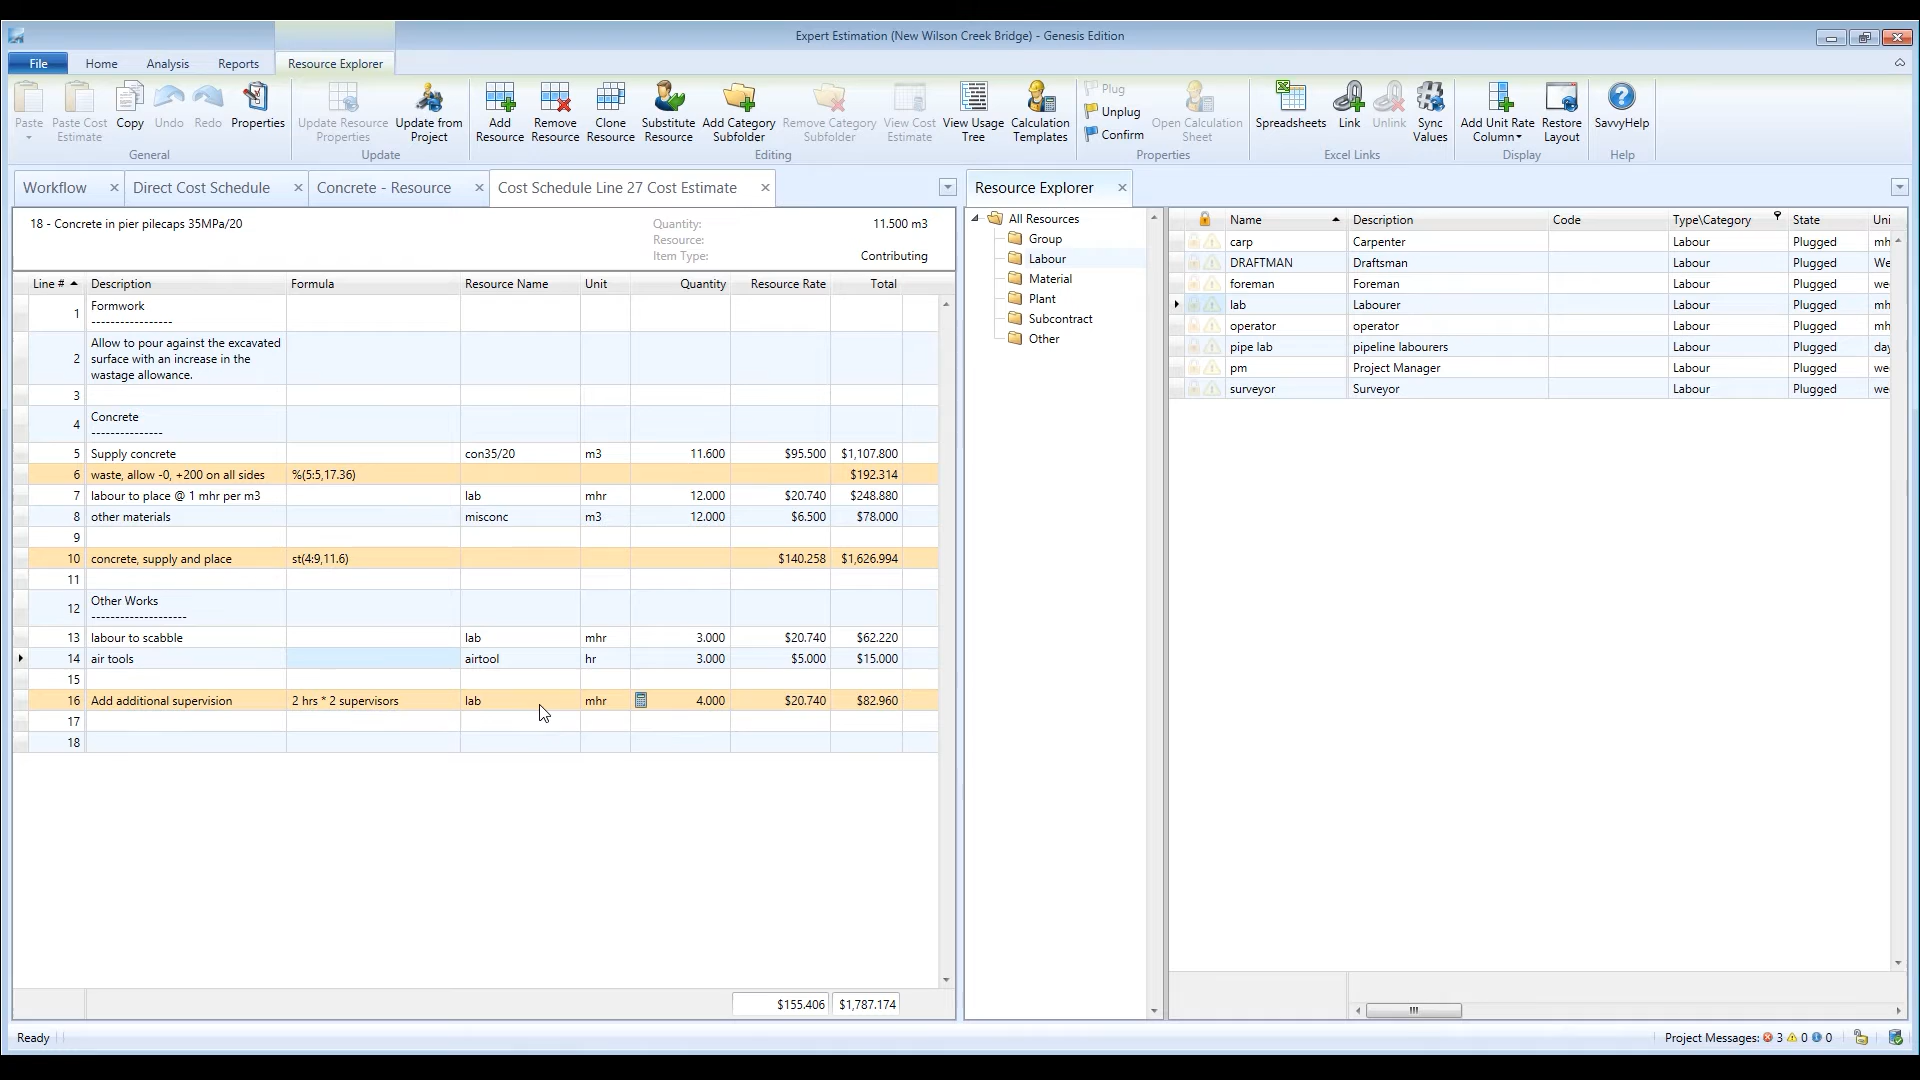 Expert Estimation (New Wilson Creek Bridge) - Genesis Edition
File Home Analysis Reports Resource Explorer
Paste
Paste Cost Estimate
Copy
Undo
Redo
Properties
Update Resource Properties
Update from Project
Add Resource
Remove Resource
Clone Resource
Substitute Resource
Add Category Subfolder
Remove Category Subfolder
View Cost Estimate
View Usage Tree
Calculation Templates
Plug
Unplug
Confirm
Open Calculation Sheet
Spreadsheets
Link
Unlink
Sync Values
Add Unit Rate Column
Restore Layout
SavvyHelp
General Update Editing Properties Excel Links Display Help
Workflow Direct Cost Schedule Concrete - Resource Cost Schedule Line 27 Cost Estimate
18 - Concrete in pier pilecaps 35MPa/20 Quantity: 11.500 m3
Resource:
Item Type: Contributing
Line # Description Formula Resource Name Unit Quantity Resource Rate Total
1 Formwork
-----------------
2 Allow to pour against the excavated
surface with an increase in the
wastage allowance.
3
4 Concrete
---------------
5 Supply concrete con35/20 m3 11.600 $95.500 $1,107.800
6 waste, allow -0, +200 on all sides %(5:5,17.36) $192.314
7 labour to place @ 1 mhr per m3 lab mhr 12.000 $20.740 $248.880
8 other materials misconc m3 12.000 $6.500 $78.000
9
10 concrete, supply and place st(4:9,11.6) $140.258 $1,626.994
11
12 Other Works
--------------------
13 labour to scabble lab mhr 3.000 $20.740 $62.220
14 air tools airtool hr 3.000 $5.000 $15.000
15
16 Add additional supervision 2 hrs * 2 supervisors lab mhr 4.000 $20.740 $82.960
17
18
$155.406 $1,787.174
Resource Explorer
All Resources
Group
Labour
Material
Plant
Subcontract
Other
Name Description Code Type\Category State Uni
carp Carpenter Labour Plugged mh
DRAFTMAN Draftsman Labour Plugged We
foreman Foreman Labour Plugged we
lab Labourer Labour Plugged mh
operator operator Labour Plugged mh
pipe lab pipeline labourers Labour Plugged day
pm Project Manager Labour Plugged we
surveyor Surveyor Labour Plugged we
Ready Project Messages: 3 0 0